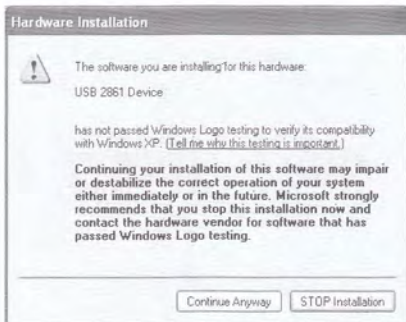 Hardware Installation
The software you are installing for this hardware:
USB 2861 Device
has not passed Windows Logo testing to verify its compatibility
with Windows XP. (Tell me why this testing is important.)
Continuing your installation of this software may impair
or destabilize the correct operation of your system
either immediately or in the future. Microsoft strongly
recommends that you stop this installation now and
contact the hardware vendor for software that has
passed Windows Logo testing.
Continue Anyway
STOP Installation